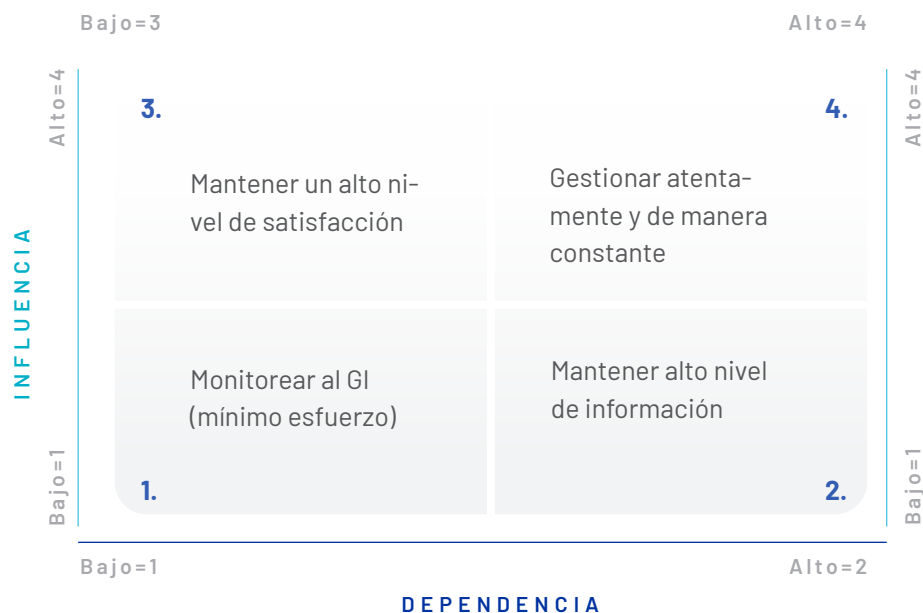 Bajo=3
Alto=4
Alto=4
Alto=4
3.
4.
Mantener un alto ni-
vel de satisfacción
Gestionar atenta-
mente y de manera
constante
INFLUENCIA
Monitorear al GI
(mínimo esfuerzo)
Mantener alto nivel
de información
Bajo=1
Bajo=1
1.
2.
Bajo=1
Alto=2
DEPENDENCIA